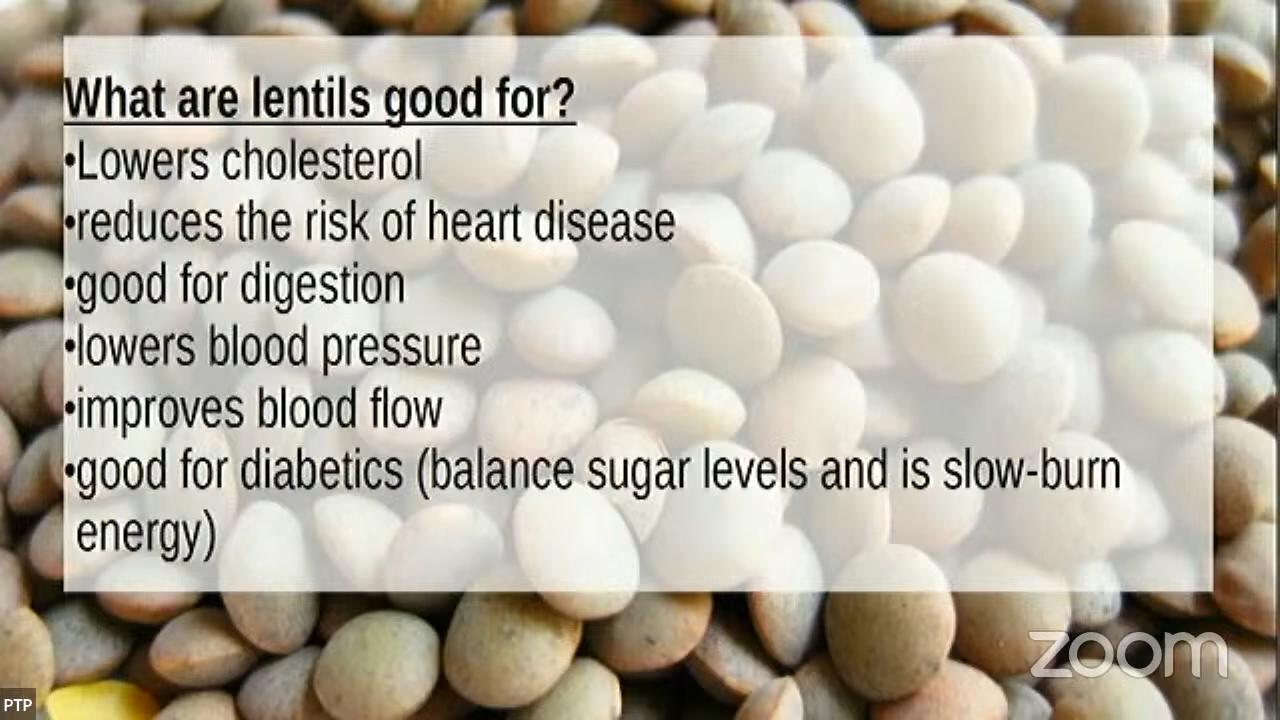 What are lentils good for?
•Lowers cholesterol
•reduces the risk of heart disease
•good for digestion
•lowers blood pressure
•improves blood flow
•good for diabetics (balance sugar levels and is slow-burn
energy)
zoom
PTP